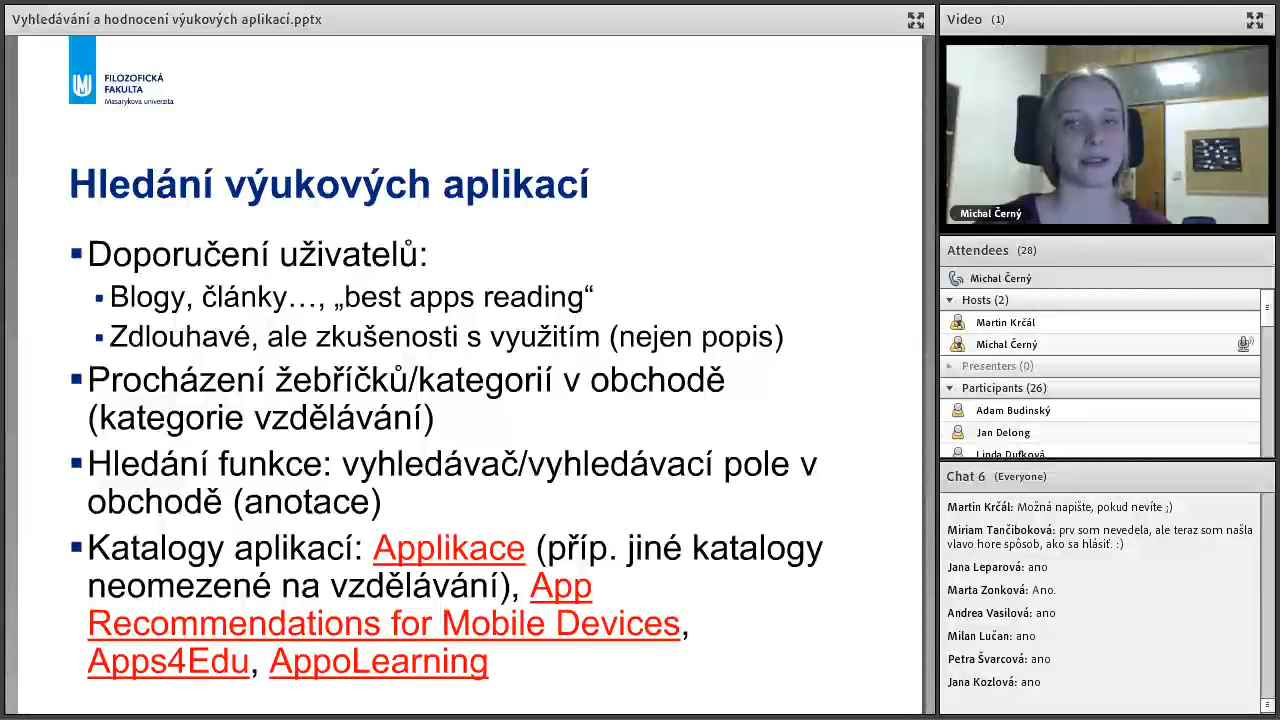 Vyhledávání a hodnocení výukových aplikací.pptx
FILOZOFICKÁ
FAKULTA
Masarykova univerzita
Hledání výukových aplikací
Doporučení uživatelů:
Blogy, články…, „best apps reading“
Zdlouhavé, ale zkušenosti s využitím (nejen popis)
Procházení žebříčků/kategorií v obchodě
(kategorie vzdělávání)
Hledání funkce: vyhledávač/vyhledávací pole v
obchodě (anotace)
Katalogy aplikací: Applikace (příp. jiné katalogy
neomezené na vzdělávání), App
Recommendations for Mobile Devices,
Apps4Edu, AppoLearning
Video (1)
Michal Černý
Attendees (28)
Michal Černý
Hosts (2)
Martin Krčál
Michal Černý
Presenters (0)
Participants (26)
Adam Budinský
Jan Delong
Linda Dufková
Chat 6 (Everyone)
Martin Krčál: Možná napište, pokud nevíte ;)
Miriam Tančiboková: prv som nevedela, ale teraz som našla
vlavo hore spôsob, ako sa hlásiť. :)
Jana Leparová: ano
Marta Zonková: Ano.
Andrea Vasilová: ano
Milan Lučan: ano
Petra Švarcová: ano
Jana Kozlová: ano